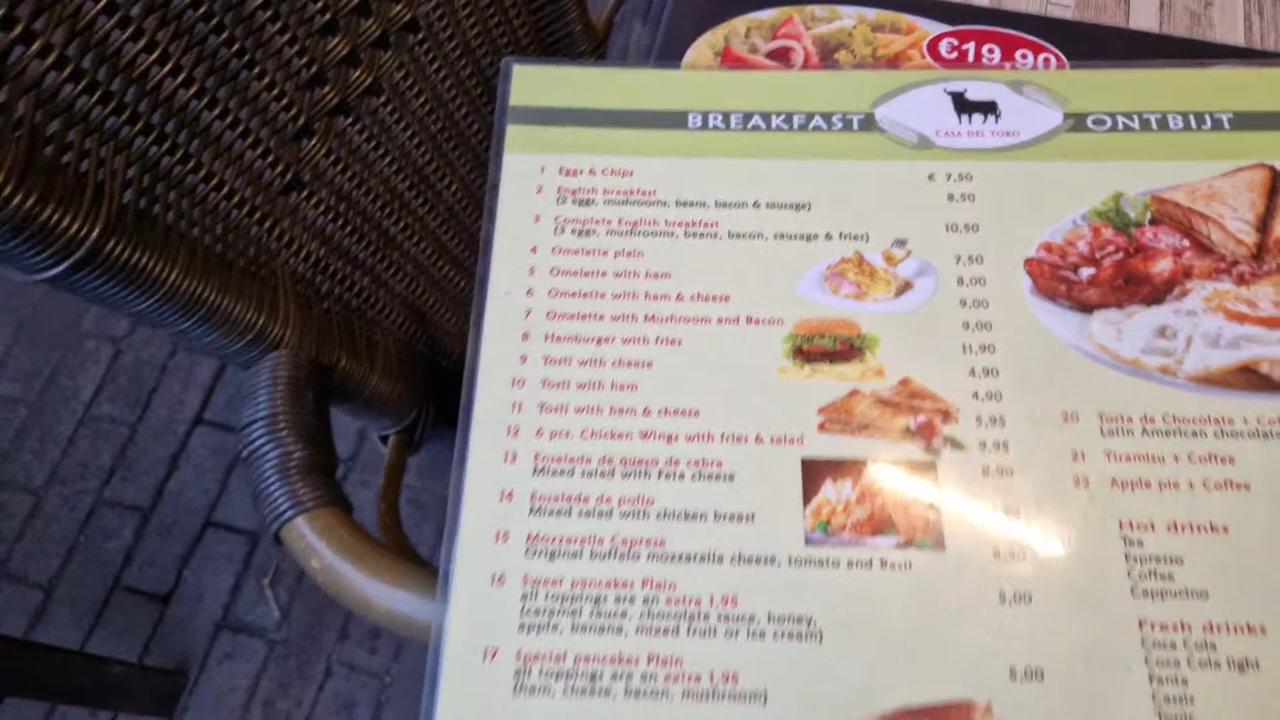 €19,90
BREAKFAST
CASA DEL TORO
ONTBIJT
1 Eggs & Chips € 7,50
2 English breakfast 8,50
(2 eggs, mushrooms, beans, bacon & sausage)
3 Complete English breakfast 10,50
(3 eggs, mushrooms, beans, bacon, sausage & fries)
4 Omelette plain 7,50
5 Omelette with ham 8,00
6 Omelette with ham & cheese 9,00
7 Omelette with Mushroom and Bacon 9,00
8 Hamburger with fries 11,90
9 Tosti with cheese 4,90
10 Tosti with ham 4,90
11 Tosti with ham & cheese 5,95
12 6 pcs. Chicken Wings with fries & salad 9,95
13 Ensalada de queso de cabra 8,90
Mixed salad with Feta cheese
14 Ensalada de pollo
Mixed salad with chicken breast
15 Mozzarella Caprese
Original buffalo mozzarella cheese, tomato and Basil
16 Sweet pancakes Plain 5,00
all toppings are an extra 1,95
(caramel sauce, chocolate sauce, honey,
apple, banana, mixed fruit or ice cream)
17 Special pancakes Plain 5,00
all toppings are an extra 1,95
(ham, cheese, bacon, mushroom)
20 Torta de Chocolate +
Latin American chocolate
21 Tiramisu + Coffee
22 Apple pie + Coffee
Hot drinks
Tea
Espresso
Coffee
Cappucino
Fresh drinks
Coca Cola
Coca Cola light
Fanta
Cassis
Tonic